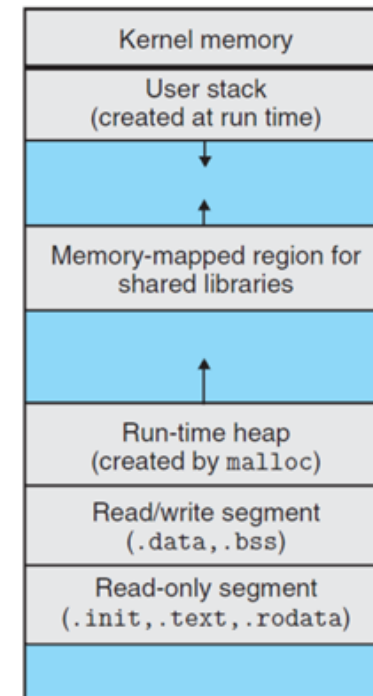 Kernel memory
User stack
(created at run time)
Memory-mapped region for
shared libraries
Run-time heap
(created by malloc)
Read/write segment
(.data,.bss)
Read-only segment
(.init,.text,.rodata)